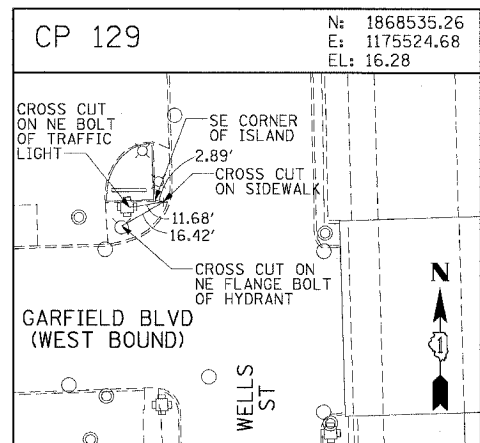 CP 129
N: 1868535.26
E: 1175524.68
EL: 16.28
CROSS CUT
ON NE BOLT
OF TRAFFIC
LIGHT
SE CORNER
OF ISLAND
2.89'
CROSS CUT
ON SIDEWALK
11.68'
16.42'
CROSS CUT ON
NE FLANGE BOLT
OF HYDRANT
GARFIELD BLVD
(WEST BOUND)
WELLS
ST
N
1